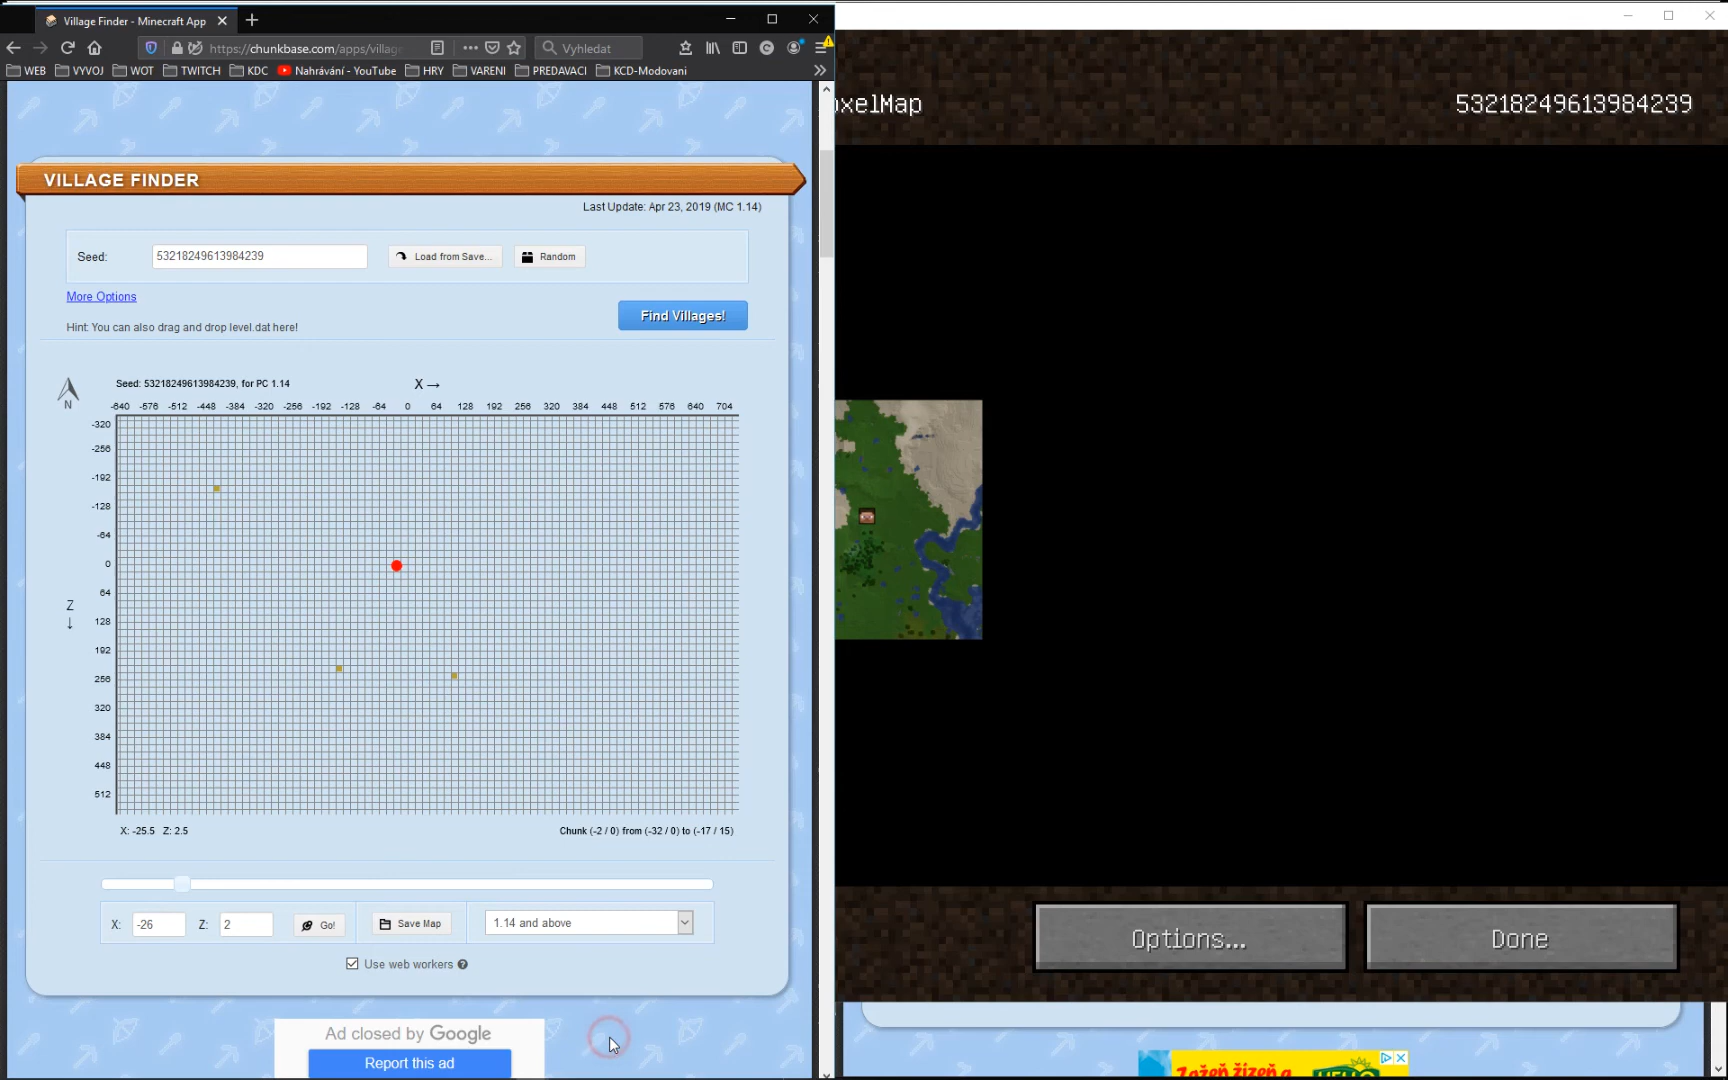 Village Finder - Minecraft App
https://chunkbase.com/apps/villag
Vyhledat
WEB VYVOJ WOT TWITCH KDC Nahrávání - YouTube HRY VARENI PREDAVACI KCD-Modovani
VILLAGE FINDER
Last Update: Apr 23, 2019 (MC 1.14)
Seed: 53218249613984239 Load from Save... Random
More Options
Find Villages!
Hint: You can also drag and drop level.dat here!
Seed: 53218249613984239, for PC 1.14
X →
N
-640 -576 -512 -448 -384 -320 -256 -192 -128 -64 0 64 128 192 256 320 384 448 512 576 640 704
-320
-256
-192
-128
-64
0
64
Z
↓
128
192
256
320
384
448
512
X: -25.5 Z: 2.5
Chunk (-2 / 0) from (-32 / 0) to (-17 / 15)
X: -26 Z: 2 Go! Save Map 1.14 and above
Use web workers
Ad closed by Google
Report this ad
oxelMap
53218249613984239
Options...
Done